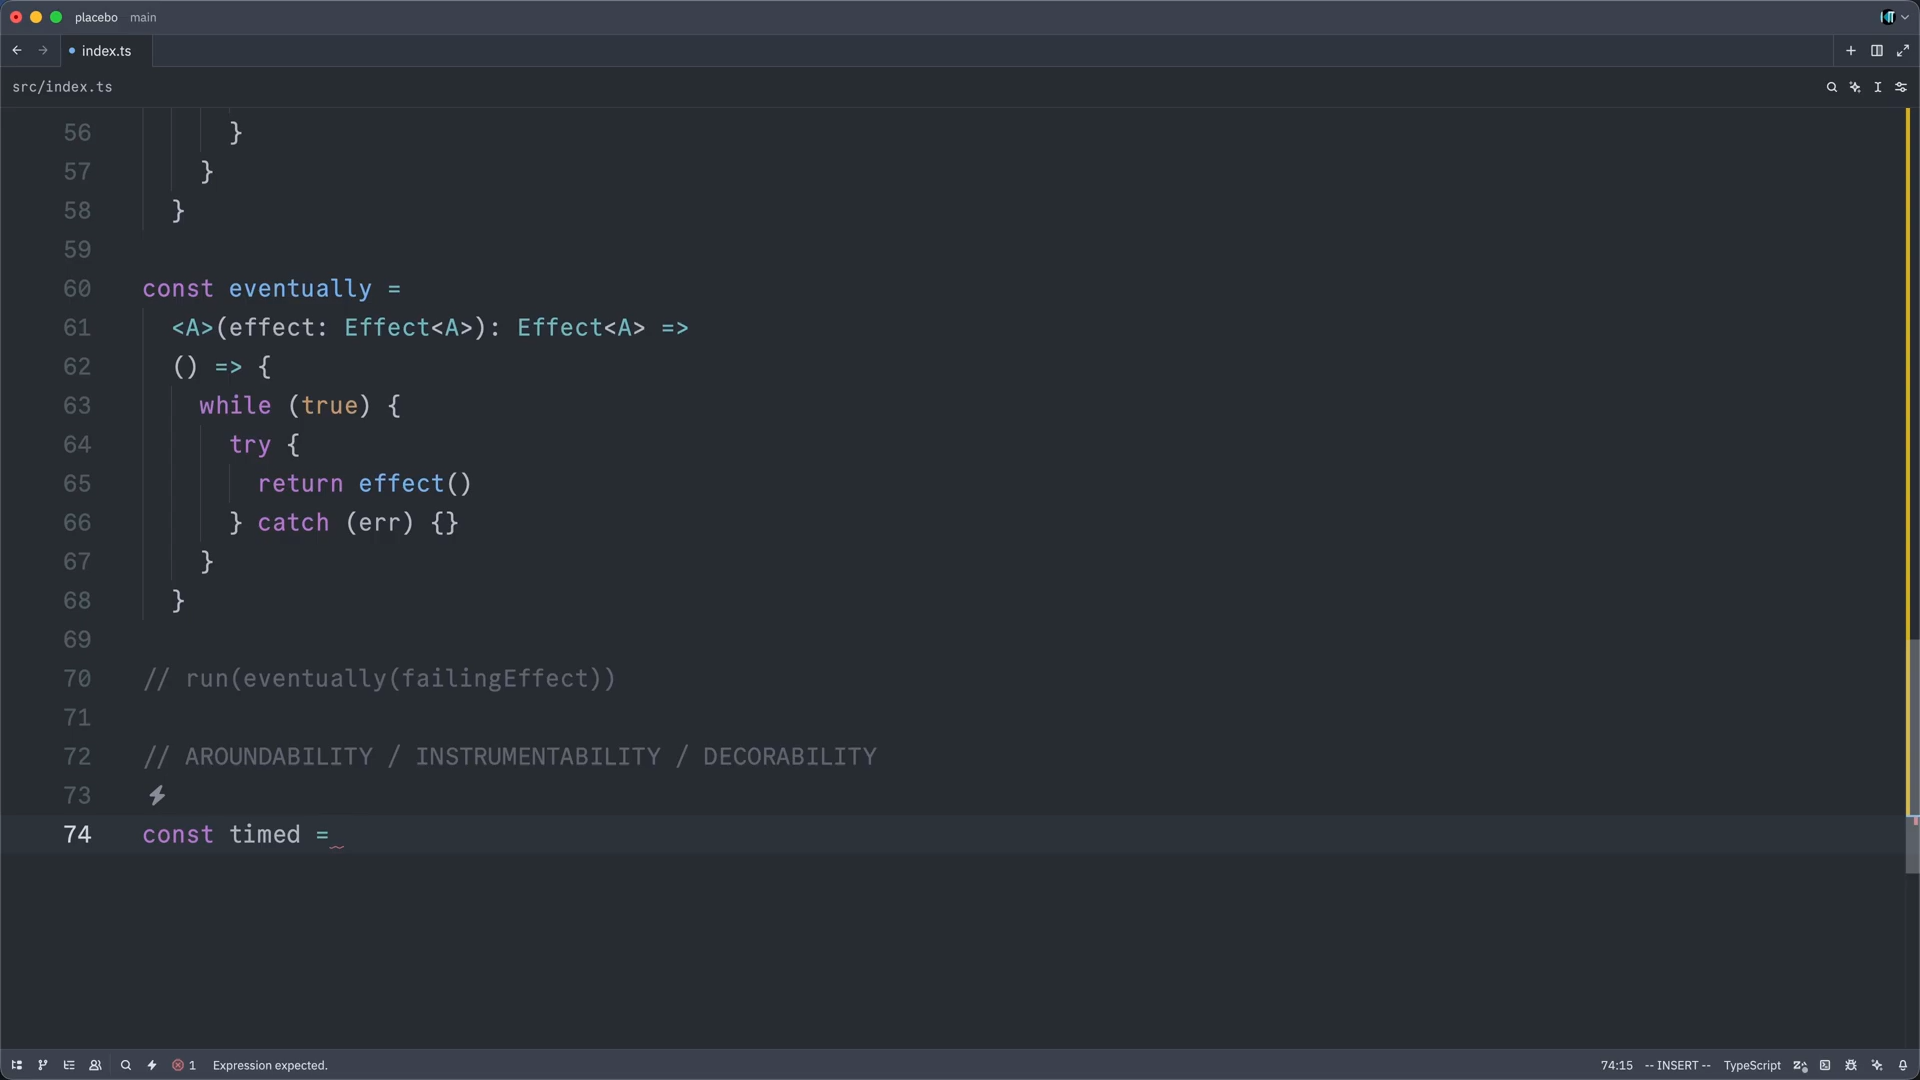 placebo main
index.ts
src/index.ts
56 }
57 }
58 }
59
60 const eventually =
61 <A>(effect: Effect<A>): Effect<A> =>
62 () => {
63 while (true) {
64 try {
65 return effect()
66 } catch (err) {}
67 }
68 }
69
70 // run(eventually(failingEffect))
71
72 // AROUNDABILITY / INSTRUMENTABILITY / DECORABILITY
73
74 const timed =
1 Expression expected. 74:15 -- INSERT -- TypeScript